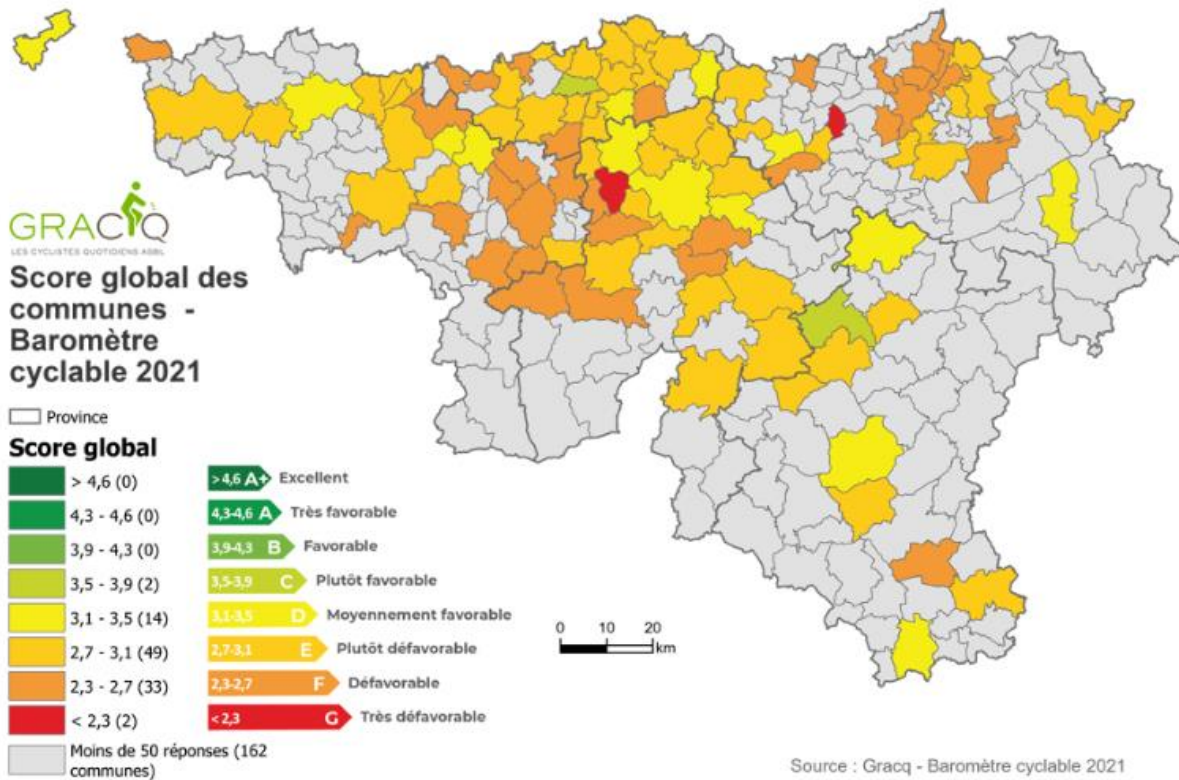 GRACQ
LES CYCLISTES QUOTIDIENS ASBL
Score global des
communes -
Baromètre
cyclable 2021
Province
Score global
> 4,6 (0)
4,3 - 4,6 (0)
3,9 - 4,3 (0)
3,5 - 3,9 (2)
3,1 - 3,5 (14)
2,7 - 3,1 (49)
2,3 - 2,7 (33)
< 2,3 (2)
Moins de 50 réponses (162
communes)
>4,6 A+ Excellent
4,3-4,6 A Très favorable
3,9-4,3 B Favorable
3,5-3,9 C Plutôt favorable
3,1-3,5 D Moyennement favorable
2,7-3,1 E Plutôt défavorable
2,3-2,7 F Défavorable
<2,3 G Très défavorable
0 10 20
km
Source : Gracq - Baromètre cyclable 2021